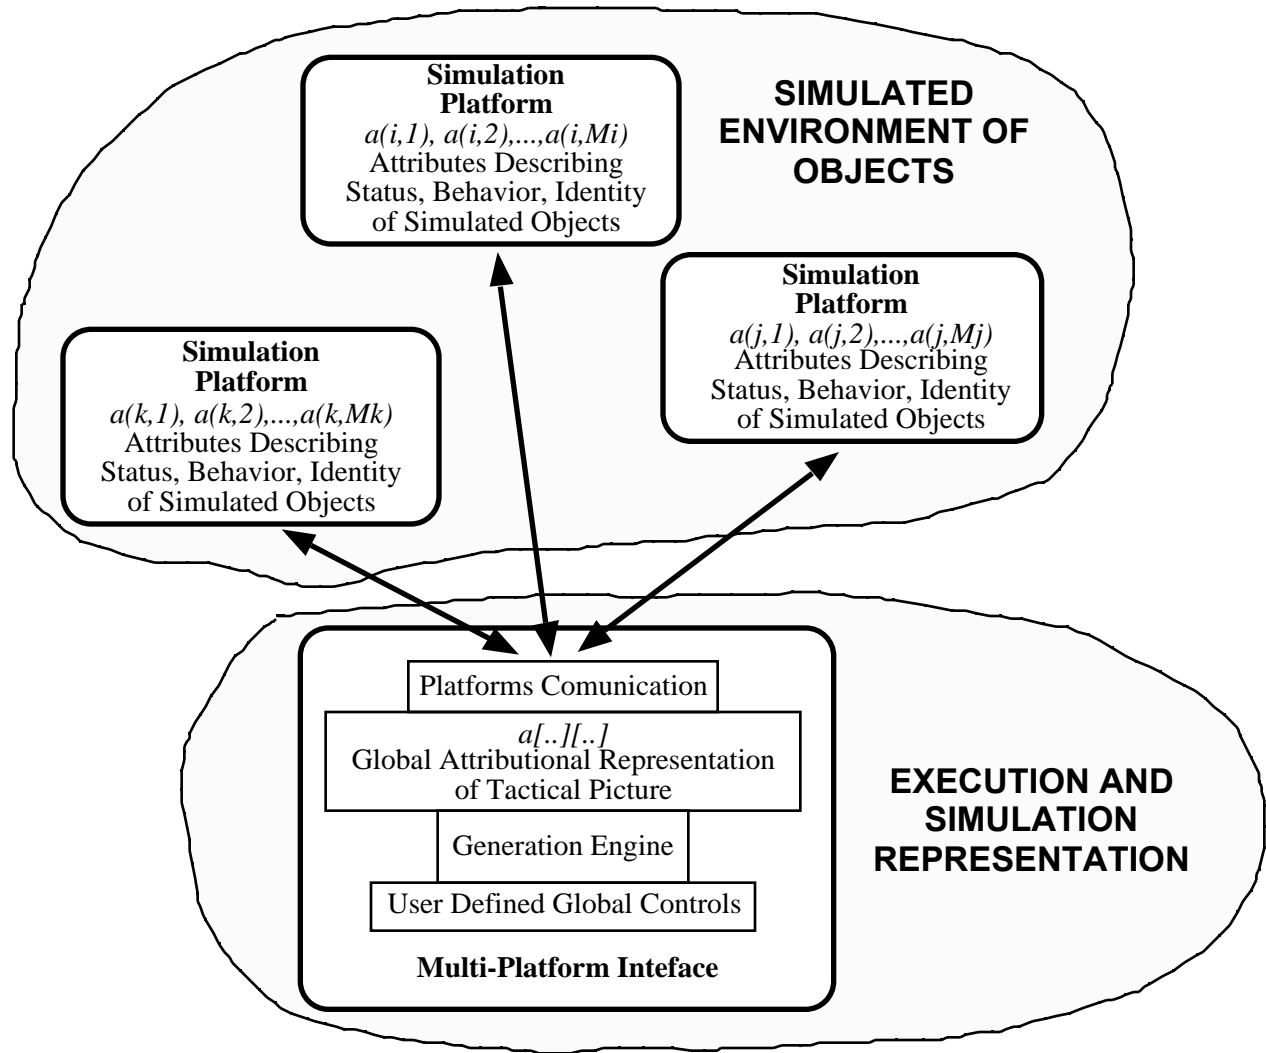 Simulation
Platform
a(i,1), a(i,2),...,a(i,Mi)
Attributes Describing
Status, Behavior, Identity
of Simulated Objects
SIMULATED
ENVIRONMENT OF
OBJECTS
Simulation
Platform
a(j,1), a(j,2),...,a(j,Mj)
Attributes Describing
Status, Behavior, Identity
of Simulated Objects
Simulation
Platform
a(k,1), a(k,2),...,a(k,Mk)
Attributes Describing
Status, Behavior, Identity
of Simulated Objects
Platforms Comunication
a[..][..]
Global Attributional Representation
of Tactical Picture
Generation Engine
User Defined Global Controls
Multi-Platform Inteface
EXECUTION AND
SIMULATION
REPRESENTATION